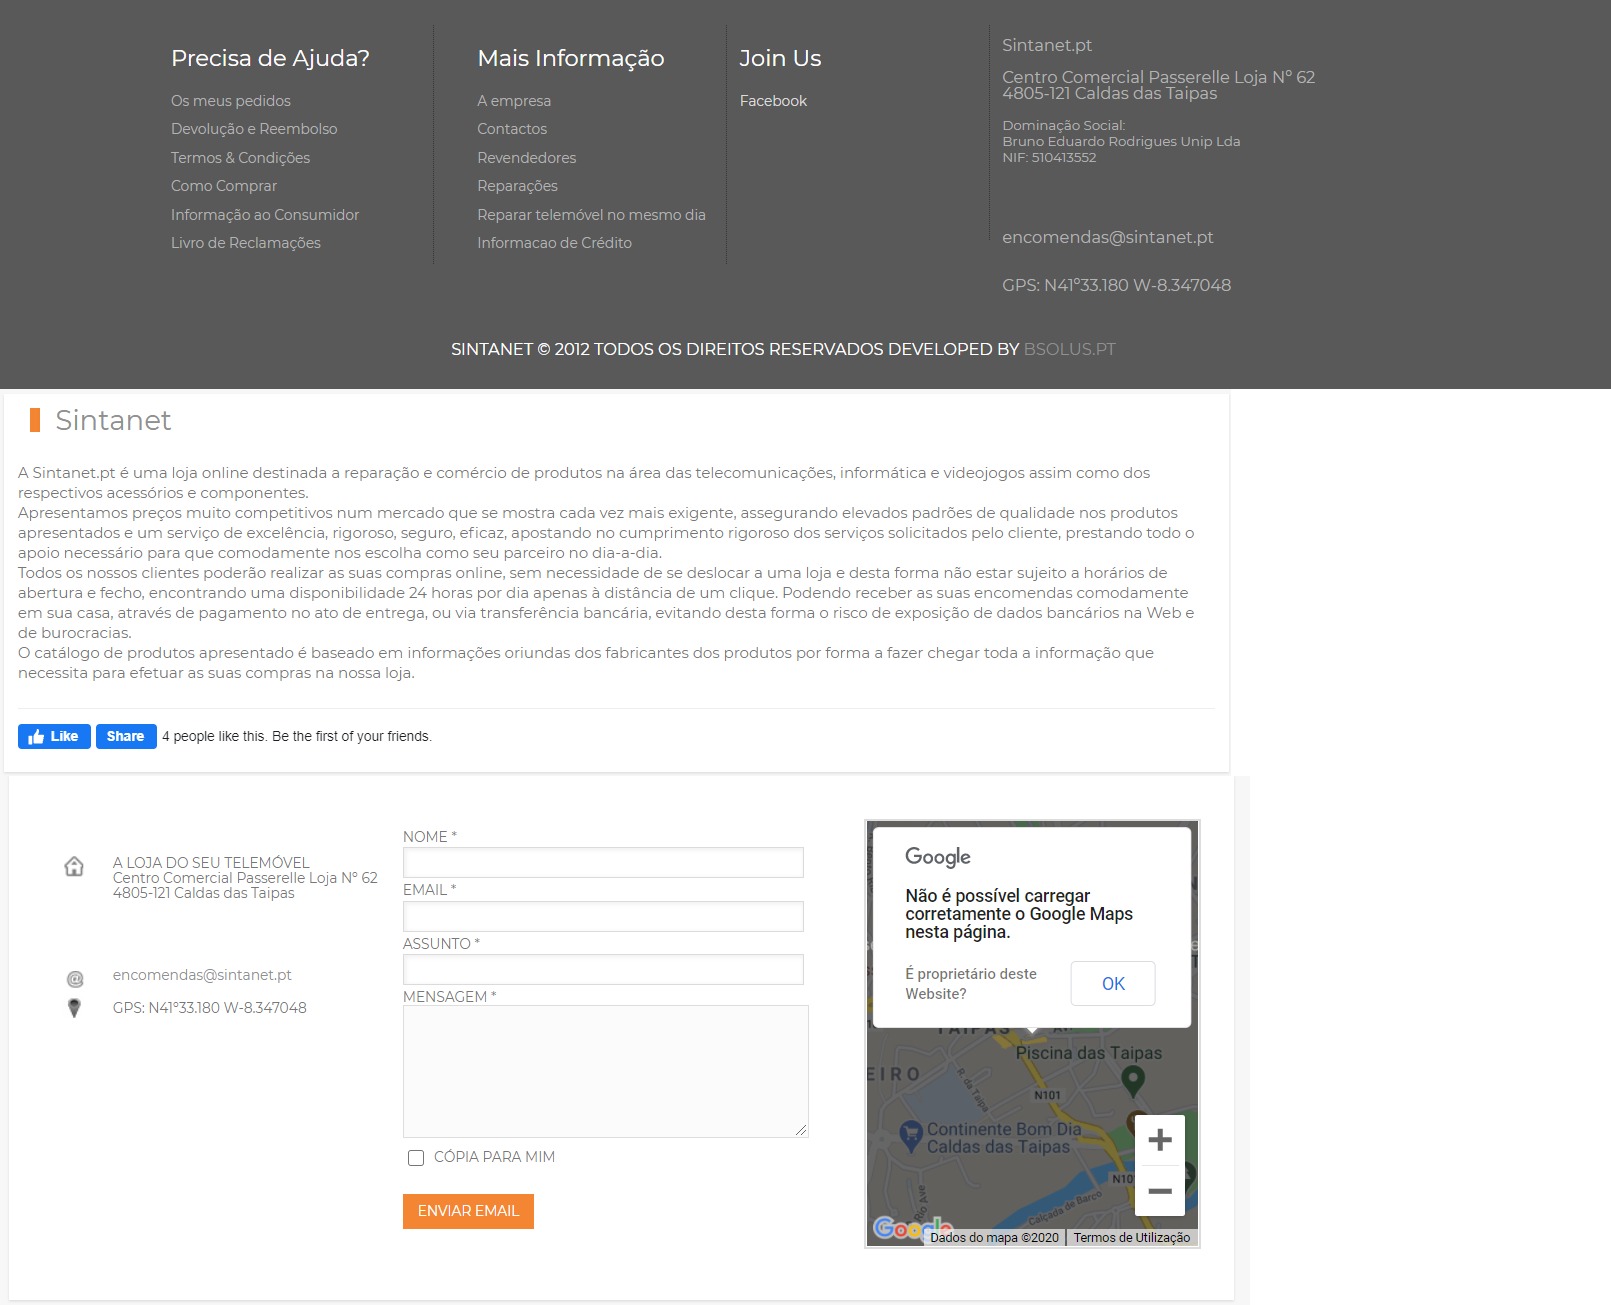 Precisa de Ajuda?
Os meus pedidos
Devolução e Reembolso
Termos & Condições
Como Comprar
Informação ao Consumidor
Livro de Reclamações
Mais Informação
A empresa
Contactos
Revendedores
Reparações
Reparar telemóvel no mesmo dia
Informacao de Crédito
Join Us
Facebook
Sintanet.pt
Centro Comercial Passerelle Loja Nº 62
4805-121 Caldas das Taipas
Dominação Social:
Bruno Eduardo Rodrigues Unip Lda
NIF: 510413552
encomendas@sintanet.pt
GPS: N41º33.180 W-8.347048
SINTANET © 2012 TODOS OS DIREITOS RESERVADOS DEVELOPED BY BSOLUS.PT
Sintanet
A Sintanet.pt é uma loja online destinada a reparação e comércio de produtos na área das telecomunicações, informática e videojogos assim como dos
respectivos acessórios e componentes.
Apresentamos preços muito competitivos num mercado que se mostra cada vez mais exigente, assegurando elevados padrões de qualidade nos produtos
apresentados e um serviço de excelência, rigoroso, seguro, eficaz, apostando no cumprimento rigoroso dos serviços solicitados pelo cliente, prestando todo o
apoio necessário para que comodamente nos escolha como seu parceiro no dia-a-dia.
Todos os nossos clientes poderão realizar as suas compras online, sem necessidade de se deslocar a uma loja e desta forma não estar sujeito a horários de
abertura e fecho, encontrando uma disponibilidade 24 horas por dia apenas à distância de um clique. Podendo receber as suas encomendas comodamente
em sua casa, através de pagamento no ato de entrega, ou via transferência bancária, evitando desta forma o risco de exposição de dados bancários na Web e
de burocracias.
O catálogo de produtos apresentado é baseado em informações oriundas dos fabricantes dos produtos por forma a fazer chegar toda a informação que
necessita para efetuar as suas compras na nossa loja.
Like Share 4 people like this. Be the first of your friends.
A LOJA DO SEU TELEMÓVEL
Centro Comercial Passerelle Loja Nº 62
4805-121 Caldas das Taipas
encomendas@sintanet.pt
GPS: N41º33.180 W-8.347048
NOME *
EMAIL *
ASSUNTO *
MENSAGEM *
CÓPIA PARA MIM
ENVIAR EMAIL
Google
Não é possível carregar
corretamente o Google Maps
nesta página.
É proprietário deste
Website?
OK
TAIPAS
Piscina das Taipas
EIRO
R. da Taipa
N101
Continente Bom Dia
Caldas das Taipas
N10
Rio Ave
Calçada de Barco
Google
Dados do mapa ©2020
Termos de Utilização